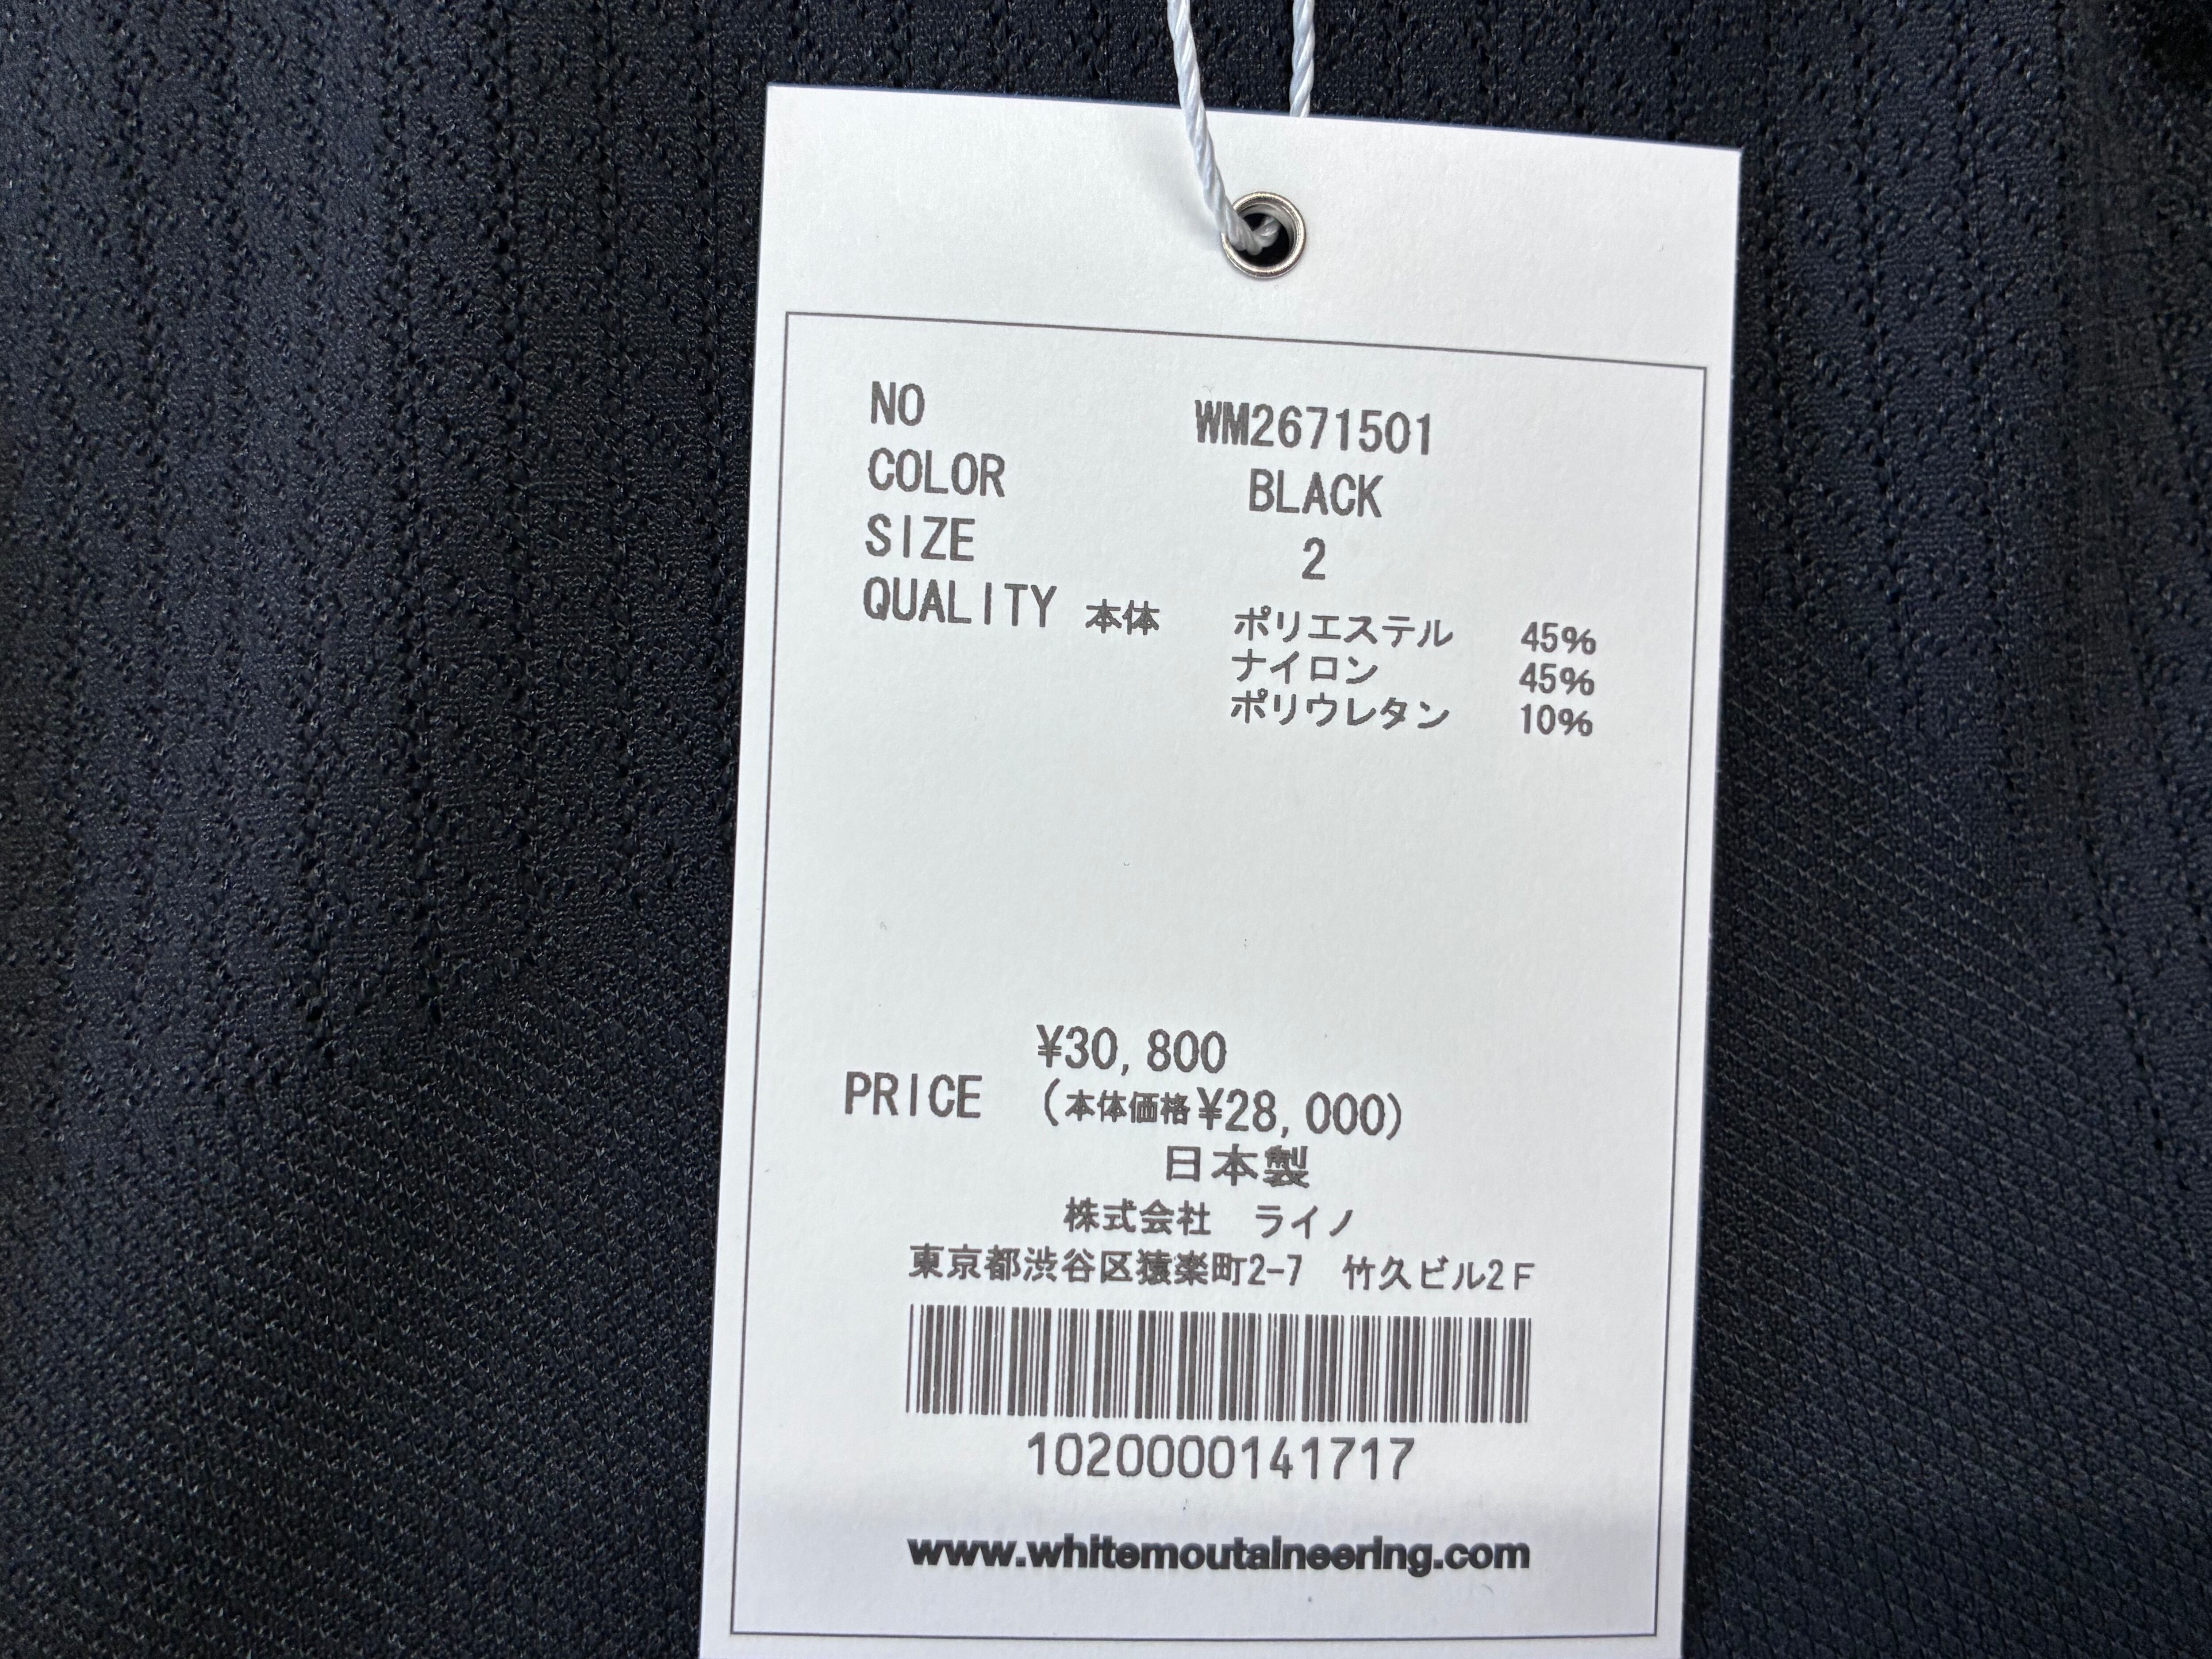 NO WM2671501
COLOR BLACK
SIZE 2
QUALITY 本体 ポリエステル 45%
ナイロン 45%
ポリウレタン 10%
¥30,800
PRICE (本体価格¥28,000)
日本製
株式会社 ライノ
東京都渋谷区猿楽町2-7 竹久ビル2F
1020000141717
www.whitemoutaineering.com